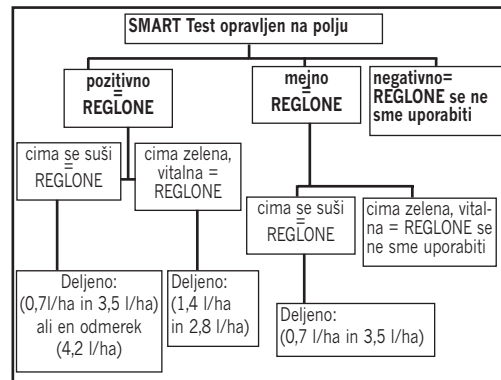 SMART Test opravljen na polju
pozitivno
=
REGLONE
mejno
=
REGLONE
negativno=
REGLONE se ne
sme uporabiti
cima se suši
=
REGLONE
cima zelena,
vitalna =
REGLONE
cima se suši
=
REGLONE
cima zelena, vital-
na = REGLONE se
ne sme uporabiti
Deljeno:
(0,7l/ha in 3,5 l/ha)
ali en odmerek
(4,2 l/ha)
Deljeno:
(1,4 l/ha
in 2,8 l/ha)
Deljeno:
(0,7 l/ha in 3,5 l/ha)